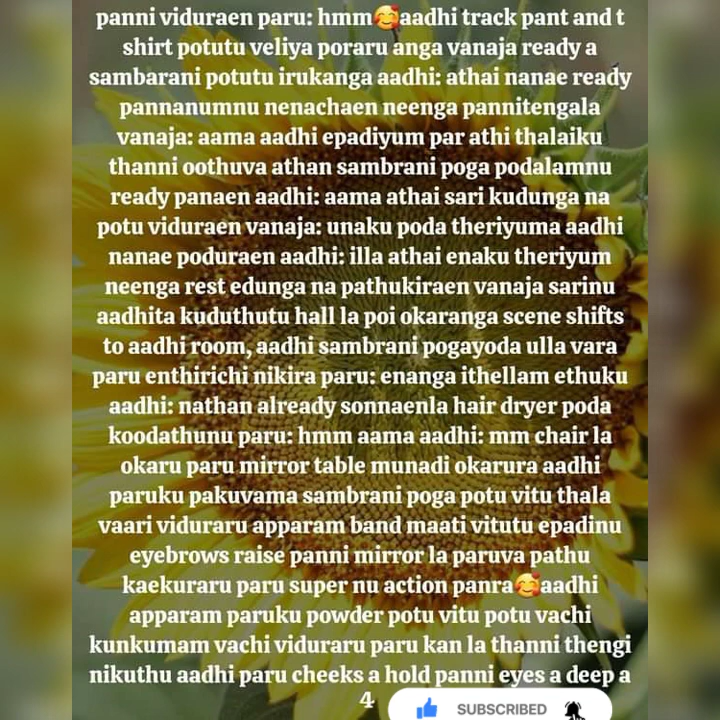 panni viduraen paru: hmm🥰aadhi track pant and t
shirt potutu veliya poraru anga vanaja ready a
sambarani potutu irukanga aadhi: athai nanae ready
pannanumnu nenachaen neenga pannitengala
vanaja: aama aadhi epadiyum par athi thalaiku
thanni oothuva athan sambrani poga podalamnu
ready panaen aadhi: aama athai sari kudunga na
potu viduraen vanaja: unaku poda theriyuma aadhi
nanae poduraen aadhi: illa athai enaku theriyum
neenga rest edunga na pathukiraen vanaja sarinu
aadhita kuduthutu hall la poi okaranga scene shifts
to aadhi room, aadhi sambrani pogayoda ulla vara
paru enthirichi nikira paru: enanga ithellam ethuku
aadhi: nathan already sonnaenla hair dryer poda
koodathunu paru: hmm aama aadhi: mm chair la
okaru paru mirror table munadi okarura aadhi
paruku pakuvama sambrani poga potu vitu thala
vaari viduraru apparam band maati vitutu epadinu
eyebrows raise panni mirror la paruva pathu
kaekuraru paru super nu action panra🥰aadhi
apparam paruku powder potu vitu potu vachi
kunkumam vachi viduraru paru kan la thanni thengi
nikuthu aadhi paru cheeks a hold panni eyes a deep a
4
SUBSCRIBED